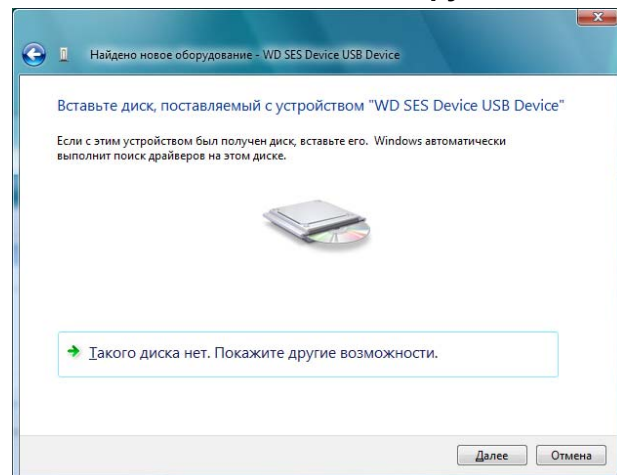 Найдено новое оборудование - WD SES Device USB Device
Вставьте диск, поставляемый с устройством "WD SES Device USB Device"
Если с этим устройством был получен диск, вставьте его. Windows автоматически
выполнит поиск драйверов на этом диске.
Такого диска нет. Покажите другие возможности.
Далее Отмена